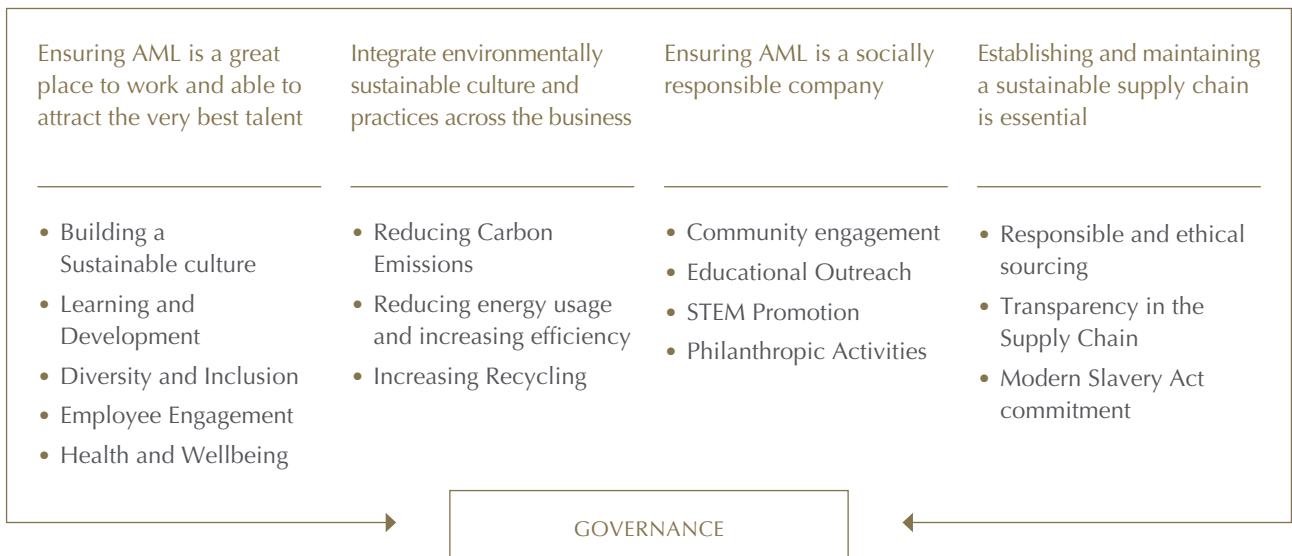 Ensuring AML is a great
place to work and able to
attract the very best talent
• Building a
Sustainable culture
• Learning and
Development
• Diversity and Inclusion
• Employee Engagement
• Health and Wellbeing
Integrate environmentally
sustainable culture and
practices across the business
• Reducing Carbon
Emissions
• Reducing energy usage
and increasing efficiency
• Increasing Recycling
Ensuring AML is a socially
responsible company
• Community engagement
• Educational Outreach
• STEM Promotion
• Philanthropic Activities
Establishing and maintaining
a sustainable supply chain
is essential
• Responsible and ethical
sourcing
• Transparency in the
Supply Chain
• Modern Slavery Act
commitment
GOVERNANCE